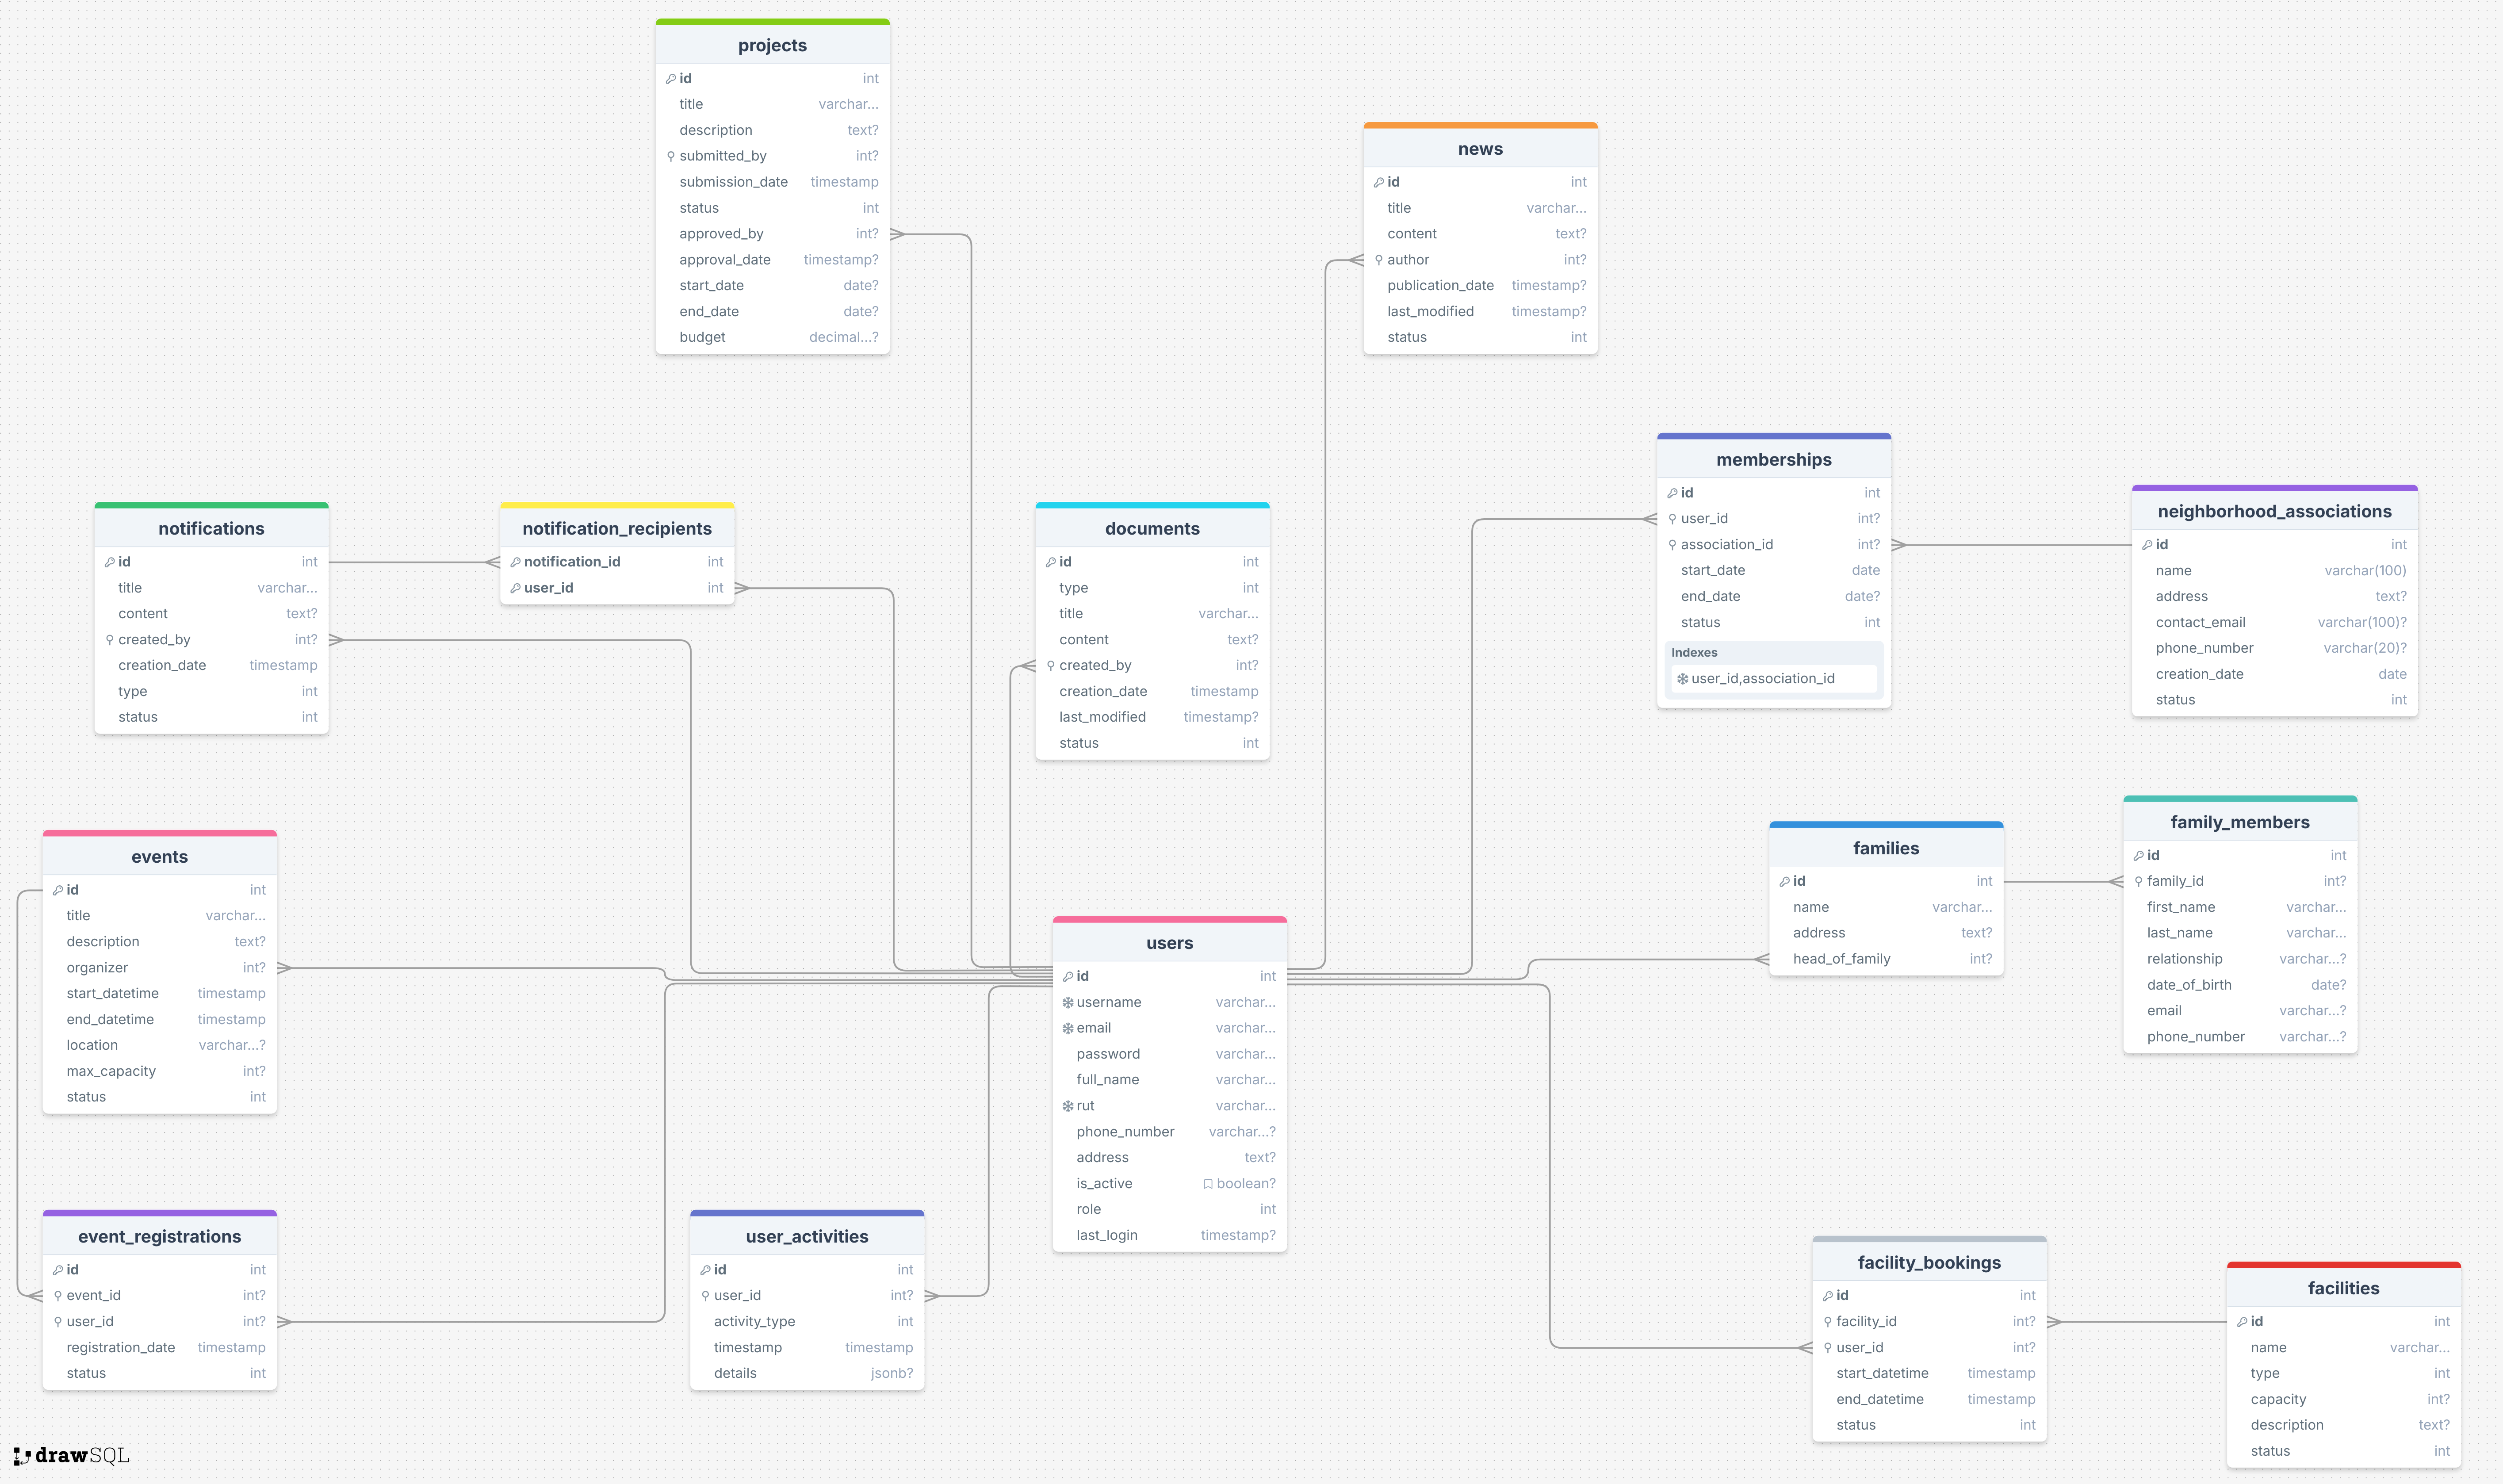 projects
id int
title varchar...
description text?
submitted_by int?
submission_date timestamp
status int
approved_by int?
approval_date timestamp?
start_date date?
end_date date?
budget decimal...?
news
id int
title varchar...
content text?
author int?
publication_date timestamp?
last_modified timestamp?
status int
memberships
id int
user_id int?
association_id int?
start_date date
end_date date?
status int
Indexes
user_id,association_id
neighborhood_associations
id int
name varchar(100)
address text?
contact_email varchar(100)?
phone_number varchar(20)?
creation_date date
status int
notifications
id int
title varchar...
content text?
created_by int?
creation_date timestamp
type int
status int
notification_recipients
notification_id int
user_id int
documents
id int
type int
title varchar...
content text?
created_by int?
creation_date timestamp
last_modified timestamp?
status int
events
id int
title varchar...
description text?
organizer int?
start_datetime timestamp
end_datetime timestamp
location varchar...?
max_capacity int?
status int
users
id int
username varchar...
email varchar...
password varchar...
full_name varchar...
rut varchar...
phone_number varchar...?
address text?
is_active boolean?
role int
last_login timestamp?
families
id int
name varchar...
address text?
head_of_family int?
family_members
id int
family_id int?
first_name varchar...
last_name varchar...
relationship varchar...?
date_of_birth date?
email varchar...?
phone_number varchar...?
event_registrations
id int
event_id int?
user_id int?
registration_date timestamp
status int
user_activities
id int
user_id int?
activity_type int
timestamp timestamp
details jsonb?
facility_bookings
id int
facility_id int?
user_id int?
start_datetime timestamp
end_datetime timestamp
status int
facilities
id int
name varchar...
type int
capacity int?
description text?
status int
drawSQL